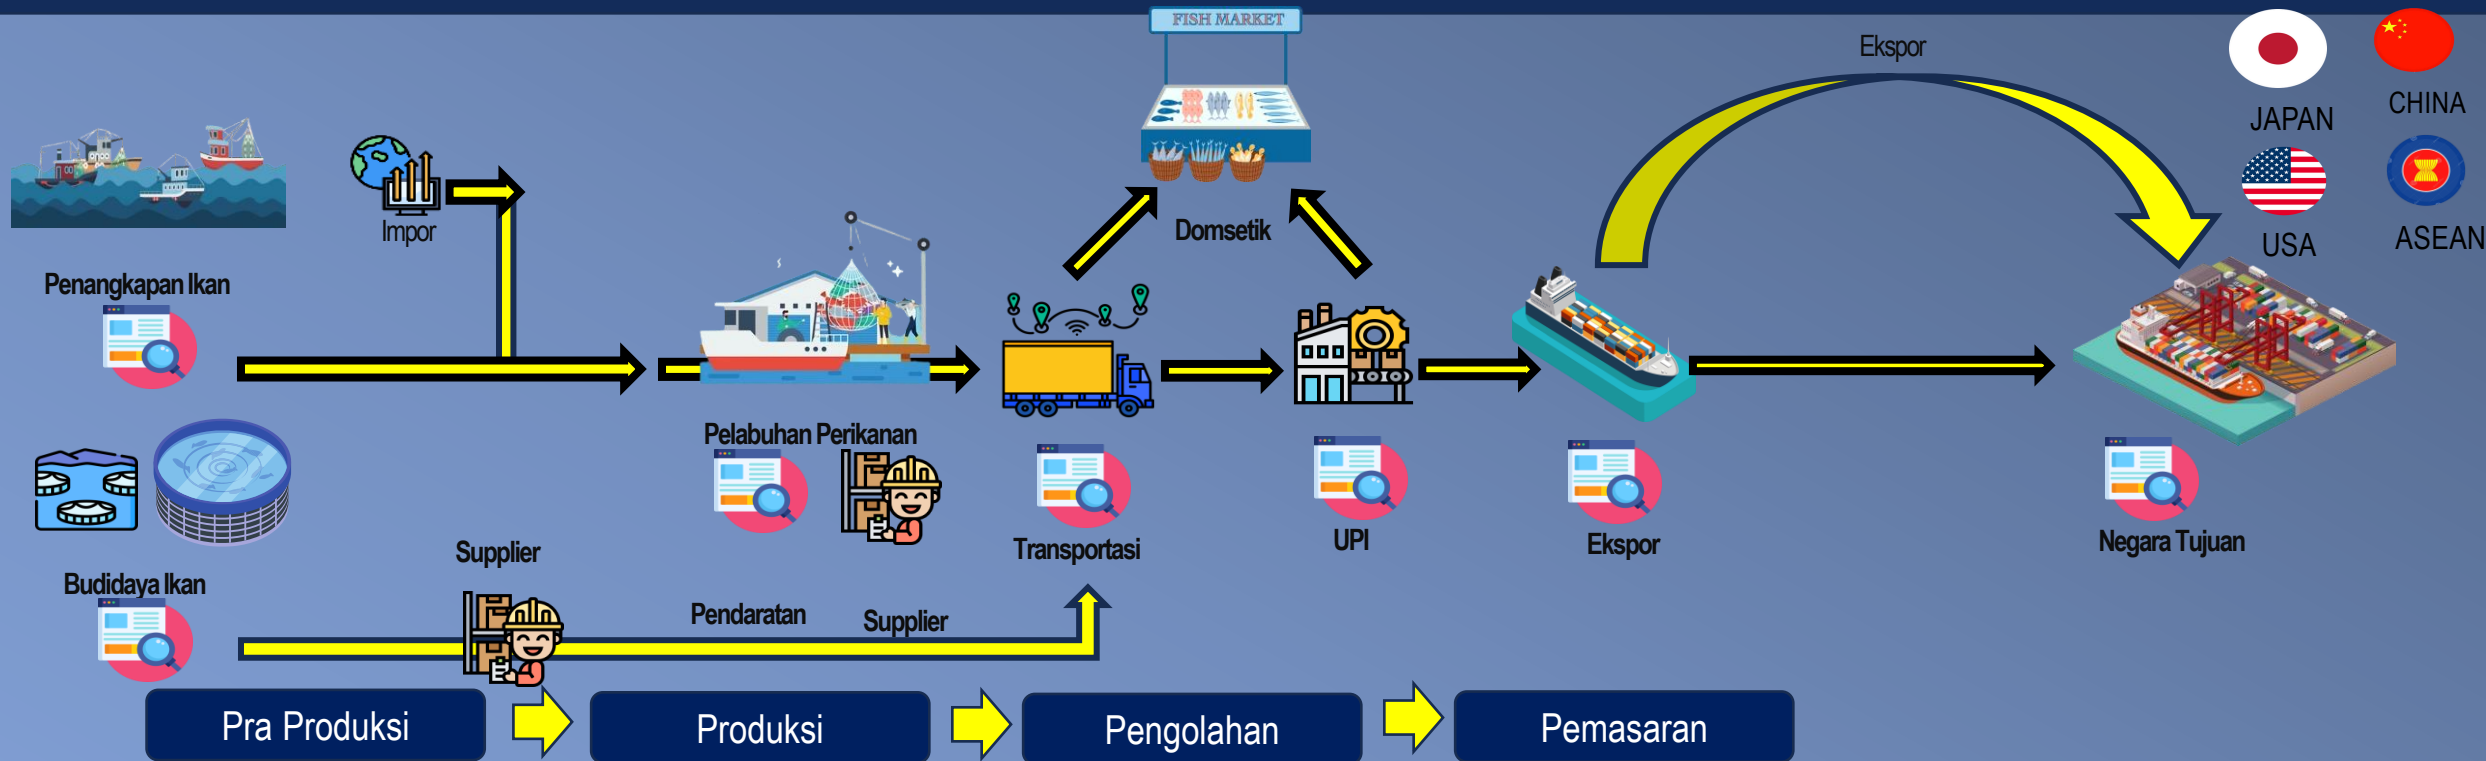 FISH MARKET
Ekspor
JAPAN
CHINA
USA
ASEAN
Impor
Domsetik
Penangkapan Ikan
Pelabuhan Perikanan
Transportasi
UPI
Ekspor
Negara Tujuan
Supplier
Budidaya Ikan
Pendaratan
Supplier
Pra Produksi
Produksi
Pengolahan
Pemasaran